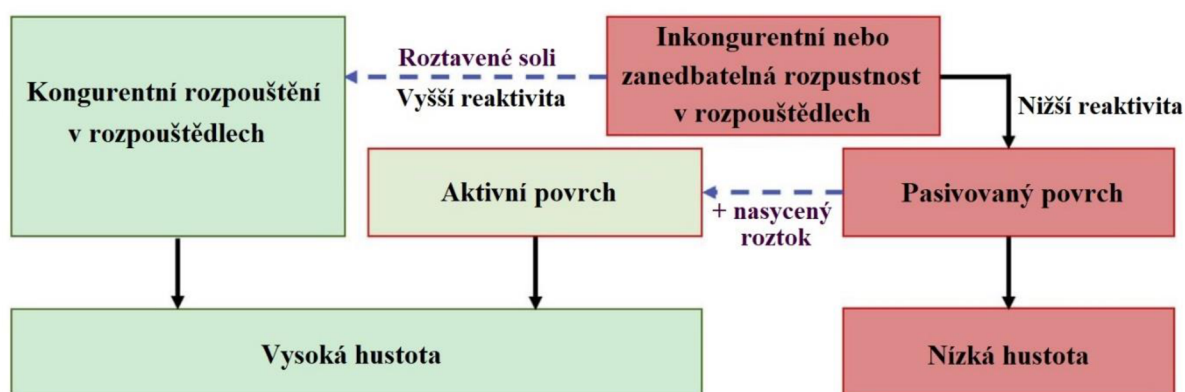 Kongurentní rozpouštění
v rozpouštědlech
Roztavené soli
Vyšší reaktivita
Inkongurentní nebo
zanedbatelná rozpustnost
v rozpouštědlech
Nižší reaktivita
Aktivní povrch
+ nasycený
roztok
Pasivovaný povrch
Vysoká hustota
Nízká hustota